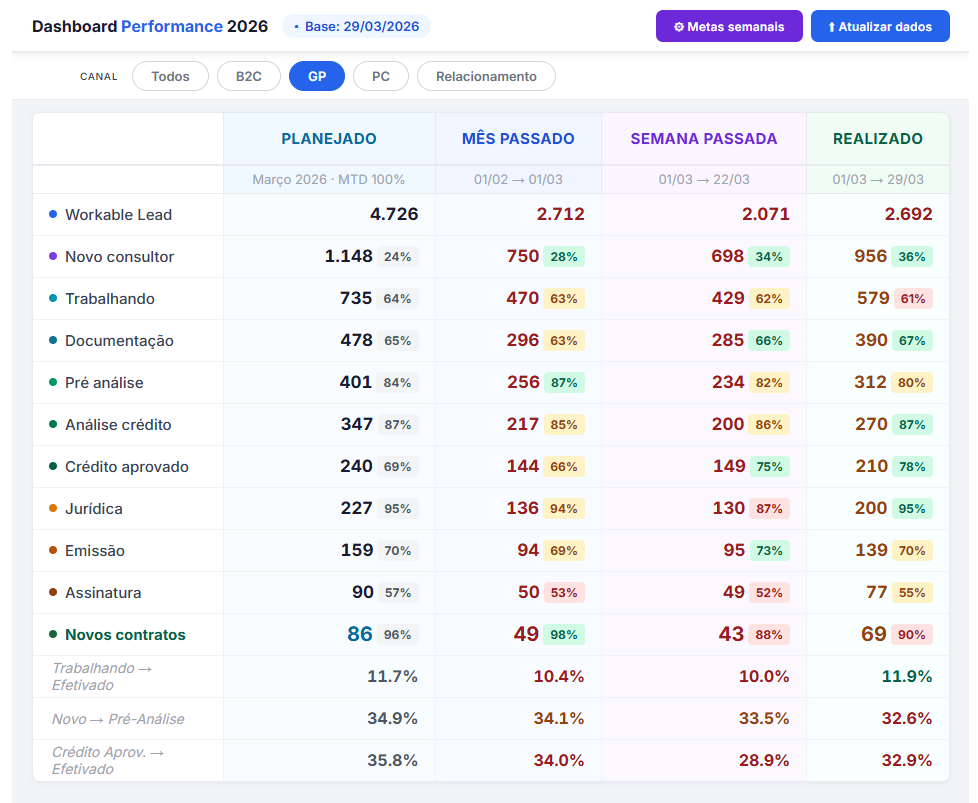 Dashboard Performance 2026
• Base: 29/03/2026
⚙ Metas semanais
⬆ Atualizar dados
CANAL
Todos
B2C
GP
PC
Relacionamento
PLANEJADO MÊS PASSADO SEMANA PASSADA REALIZADO
Março 2026 · MTD 100% 01/02 → 01/03 01/03 → 22/03 01/03 → 29/03
Workable Lead 4.726 2.712 2.071 2.692
Novo consultor 1.148 24% 750 28% 698 34% 956 36%
Trabalhando 735 64% 470 63% 429 62% 579 61%
Documentação 478 65% 296 63% 285 66% 390 67%
Pré análise 401 84% 256 87% 234 82% 312 80%
Análise crédito 347 87% 217 85% 200 86% 270 87%
Crédito aprovado 240 69% 144 66% 149 75% 210 78%
Jurídica 227 95% 136 94% 130 87% 200 95%
Emissão 159 70% 94 69% 95 73% 139 70%
Assinatura 90 57% 50 53% 49 52% 77 55%
Novos contratos 86 96% 49 98% 43 88% 69 90%
Trabalhando →
Efetivado 11.7% 10.4% 10.0% 11.9%
Novo → Pré-Análise 34.9% 34.1% 33.5% 32.6%
Crédito Aprov. →
Efetivado 35.8% 34.0% 28.9% 32.9%